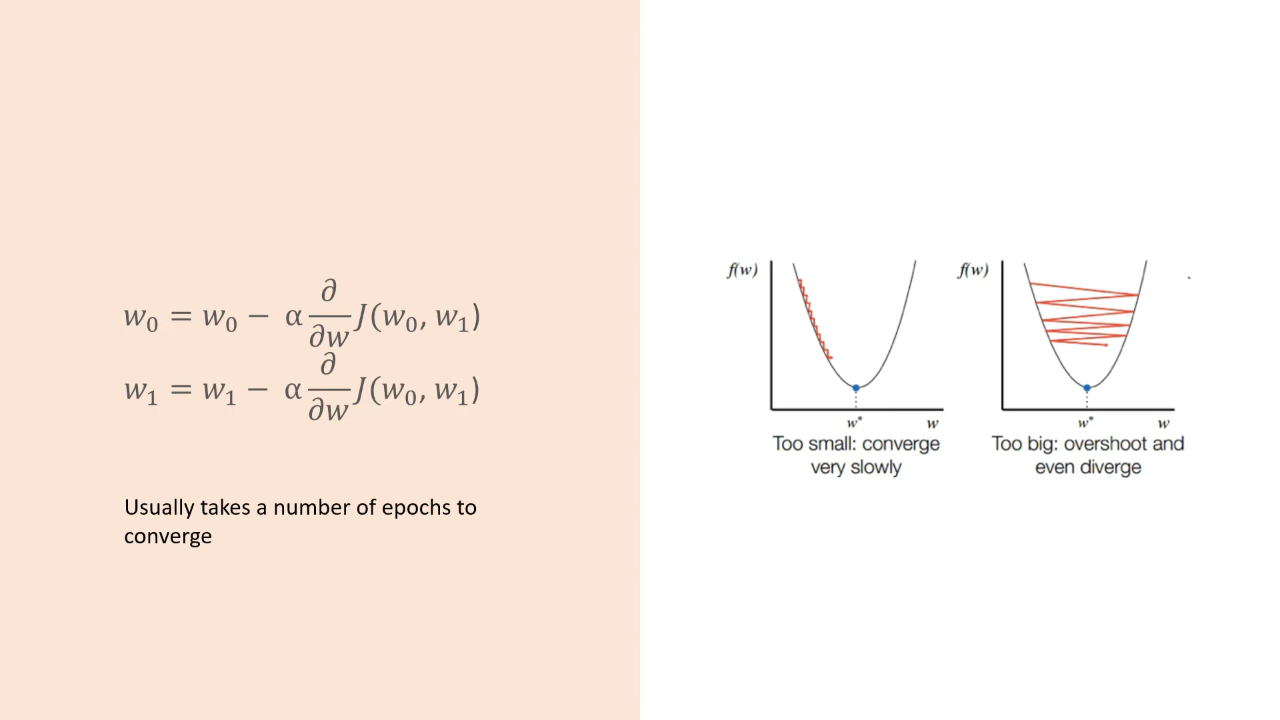 w₀ = w₀ − α ∂/∂w J(w₀, w₁)
w₁ = w₁ − α ∂/∂w J(w₀, w₁)
Usually takes a number of epochs to
converge
f(w)
w*
w
Too small: converge
very slowly
f(w)
w*
w
Too big: overshoot and
even diverge